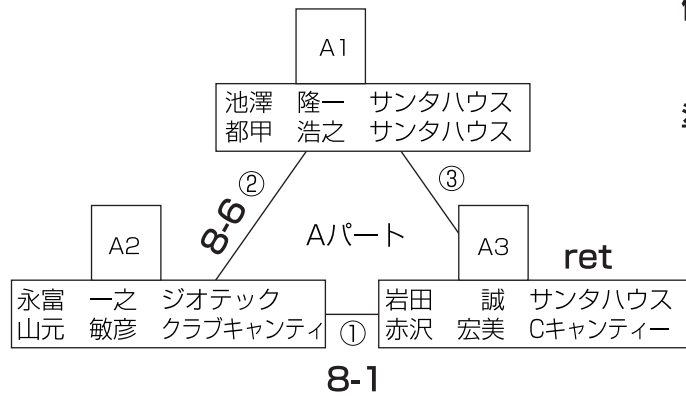 A1
池澤 隆一 サンタハウス
都甲 浩之 サンタハウス
②
③
8-6
Aパート
A2
A3
ret
永富 一之 ジオテック
山元 敏彦 クラブキャンティ
①
岩田 誠 サンタハウス
赤沢 宏美 Cキャンティー
8-1